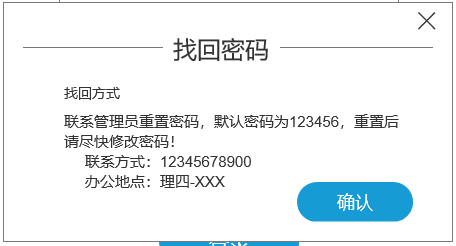 找回密码
找回方式
联系管理员重置密码，默认密码为123456，重置后
请尽快修改密码！
联系方式：12345678900
办公地点：理四-XXX
确认